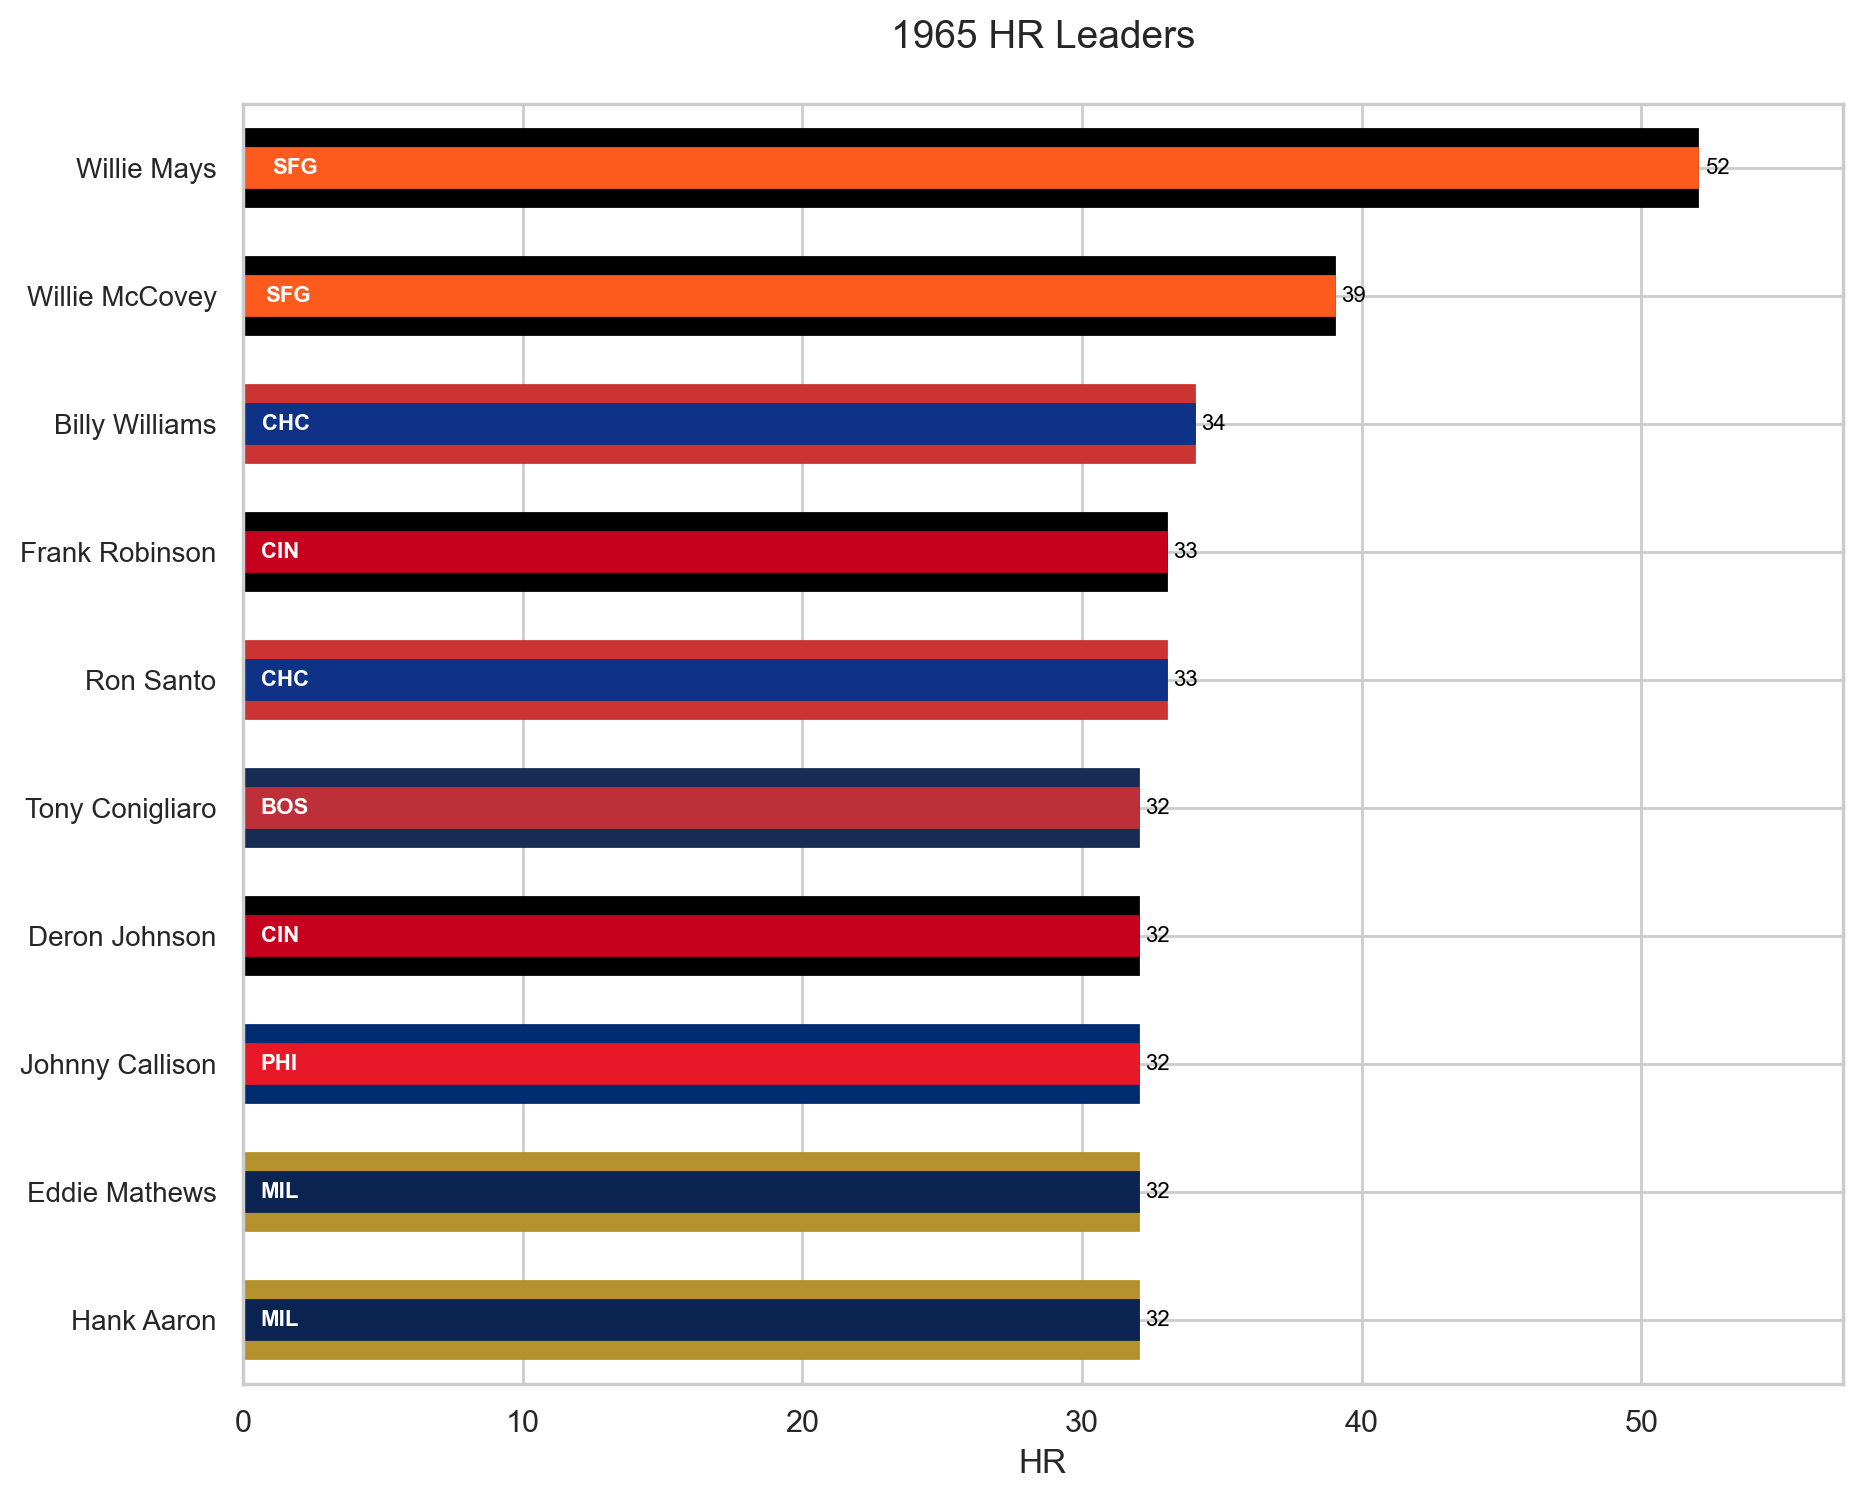 1965 HR Leaders
Willie Mays SFG 52
Willie McCovey SFG 39
Billy Williams CHC 34
Frank Robinson CIN 33
Ron Santo CHC 33
Tony Conigliaro BOS 32
Deron Johnson CIN 32
Johnny Callison PHI 32
Eddie Mathews MIL 32
Hank Aaron MIL 32
0 10 20 30 40 50
HR